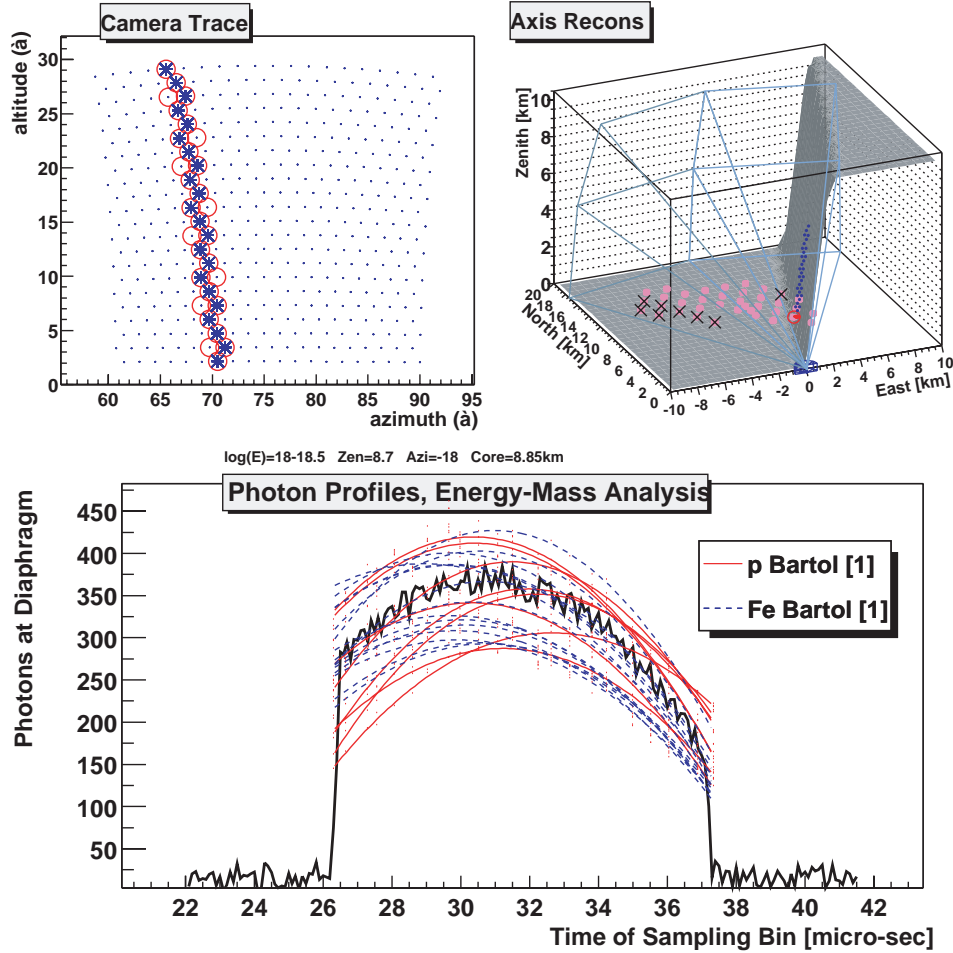 Camera Trace
altitude (à)
30
25
20
15
10
5
0
60 65 70 75 80 85 90 95
azimuth (à)
Axis Recons
Zenith [km]
10
8
6
4
2
0
20
18
16
14
12
10
8
6
4
2
0
North [km]
-10 -8 -6 -4 -2 0 2 4 6 8 10
East [km]
log(E)=18-18.5 Zen=8.7 Azi=-18 Core=8.85km
Photon Profiles, Energy-Mass Analysis
Photons at Diaphragm
450
400
350
300
250
200
150
100
50
p Bartol [1]
Fe Bartol [1]
22 24 26 28 30 32 34 36 38 40 42
Time of Sampling Bin [micro-sec]